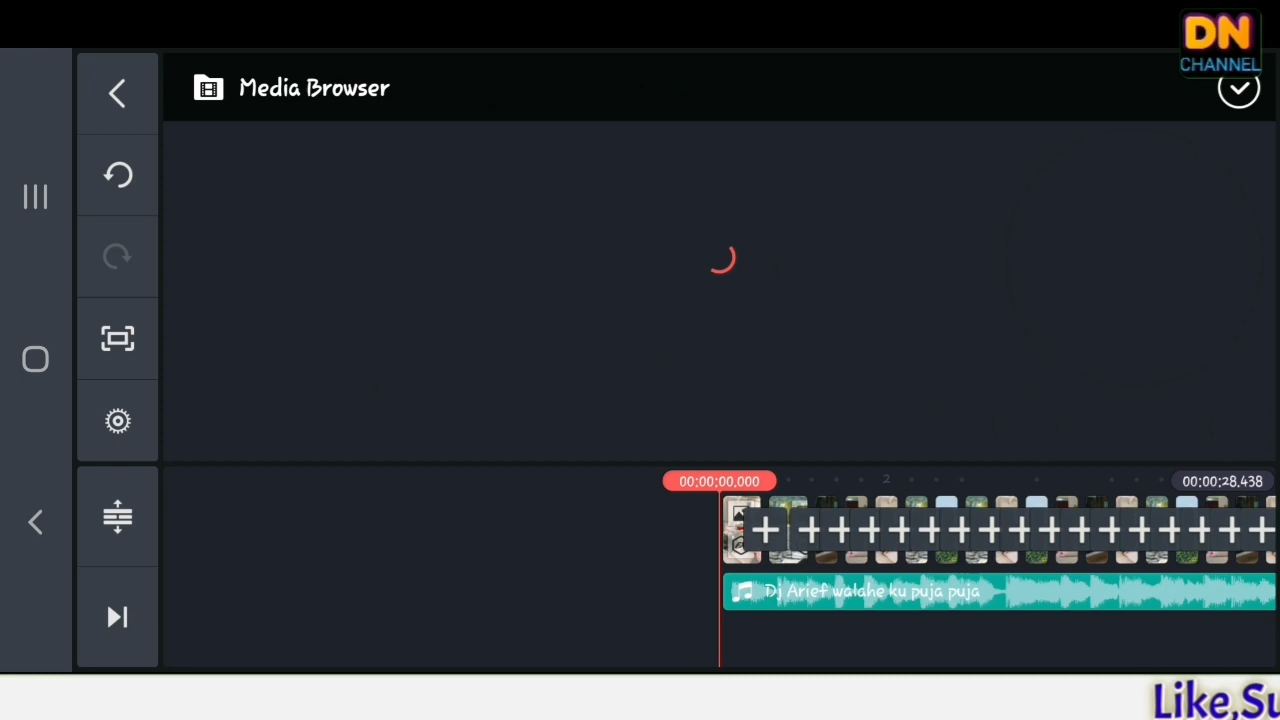 DN
CHANNEL
Media Browser
00:00:00,000
2
00:00:28,438
Dj Arief walahe ku puja puja
Like,Su